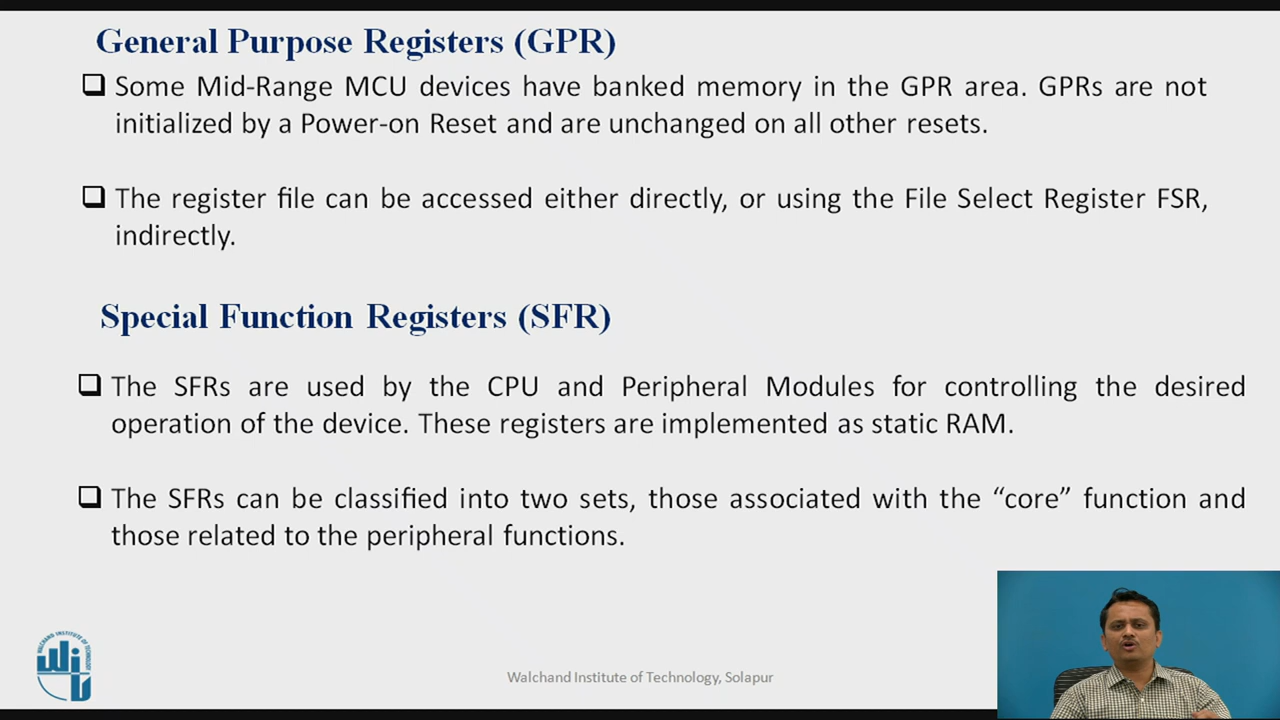 General Purpose Registers (GPR)
❑ Some Mid-Range MCU devices have banked memory in the GPR area. GPRs are not
initialized by a Power-on Reset and are unchanged on all other resets.
❑ The register file can be accessed either directly, or using the File Select Register FSR,
indirectly.
Special Function Registers (SFR)
❑ The SFRs are used by the CPU and Peripheral Modules for controlling the desired
operation of the device. These registers are implemented as static RAM.
❑ The SFRs can be classified into two sets, those associated with the “core” function and
those related to the peripheral functions.
WALCHAND INSTITUTE OF TECHNOLOGY
WIT
Walchand Institute of Technology, Solapur